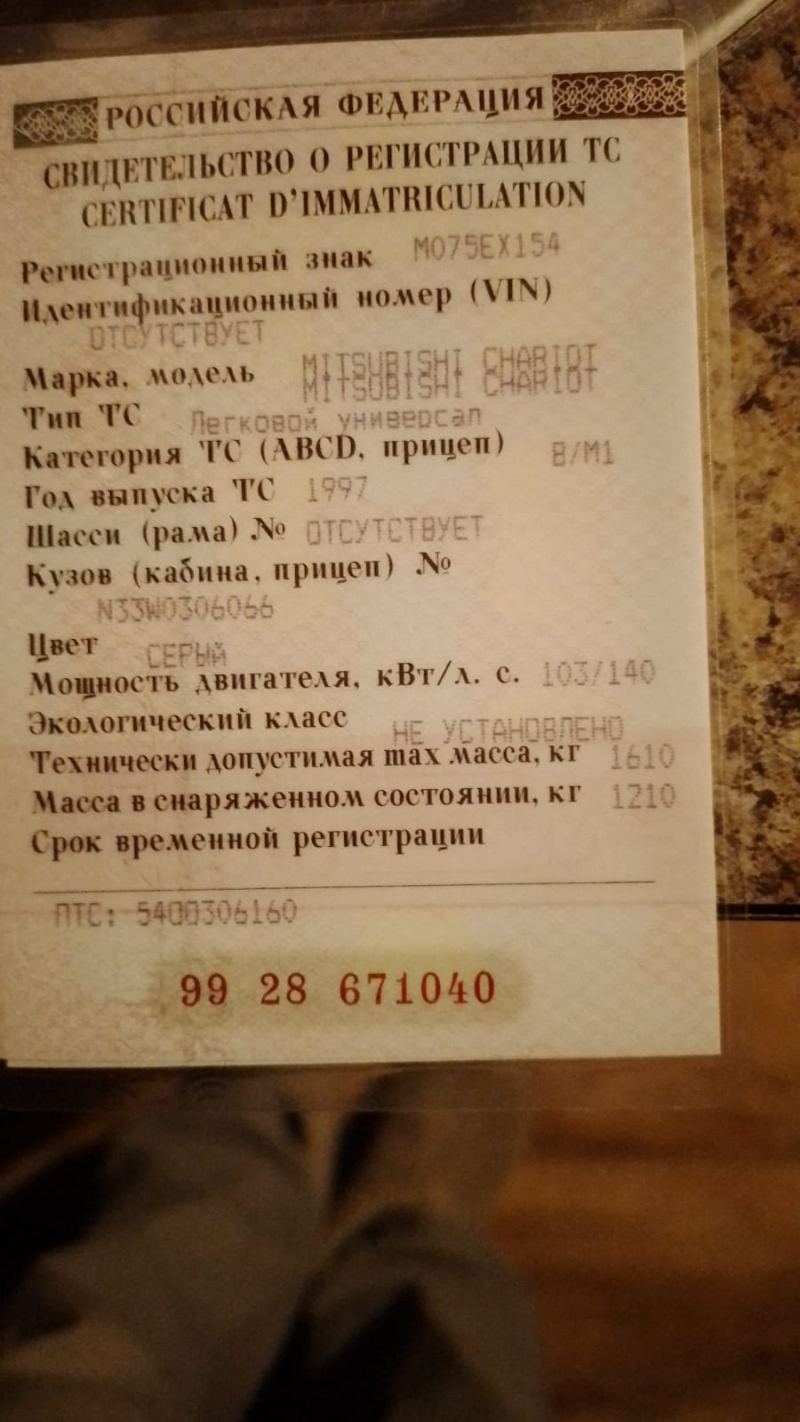 РОССИЙСКАЯ ФЕДЕРАЦИЯ
СВИДЕТЕЛЬСТВО О РЕГИСТРАЦИИ ТС
CERTIFICAT D'IMMATRICULATION
Регистрационный знак М075ЕХ154
Идентификационный номер (VIN)
ОТСУТСТВУЕТ
Марка, модель MITSUBISHI CHARIOT
MITSUBISHI CHARIOT
Тип ТС Легковой универсал
Категория ТС (ABCD, прицеп) B/M1
Год выпуска ТС 1997
Шасси (рама) № ОТСУТСТВУЕТ
Кузов (кабина, прицеп) №
N33W0306066
Цвет СЕРЫЙ
Мощность двигателя, кВт/л. с. 103/140
Экологический класс НЕ УСТАНОВЛЕНО
Технически допустимая max масса, кг 1610
Масса в снаряженном состоянии, кг 1210
Срок временной регистрации
ПТС: 5400306160
99 28 671040